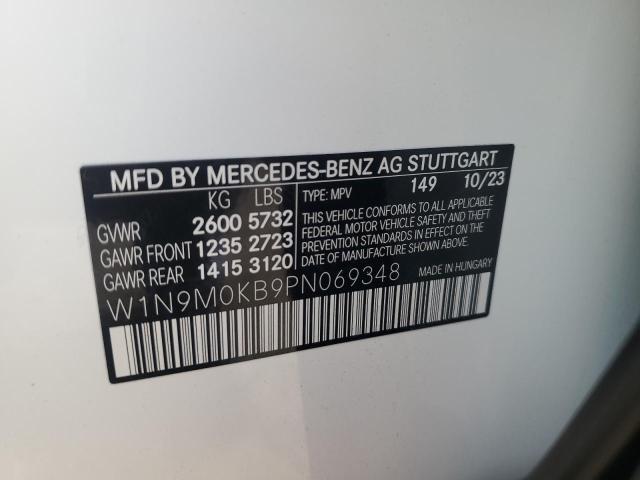 MFD BY MERCEDES-BENZ AG STUTTGART
KG LBS TYPE: MPV 149 10/23
GVWR 2600 5732
GAWR FRONT 1235 2723
GAWR REAR 1415 3120
THIS VEHICLE CONFORMS TO ALL APPLICABLE
FEDERAL MOTOR VEHICLE SAFETY AND THEFT
PREVENTION STANDARDS IN EFFECT ON THE
DATE OF MANUFACTURE SHOWN ABOVE.
W1N9M0KB9PN069348 MADE IN HUNGARY